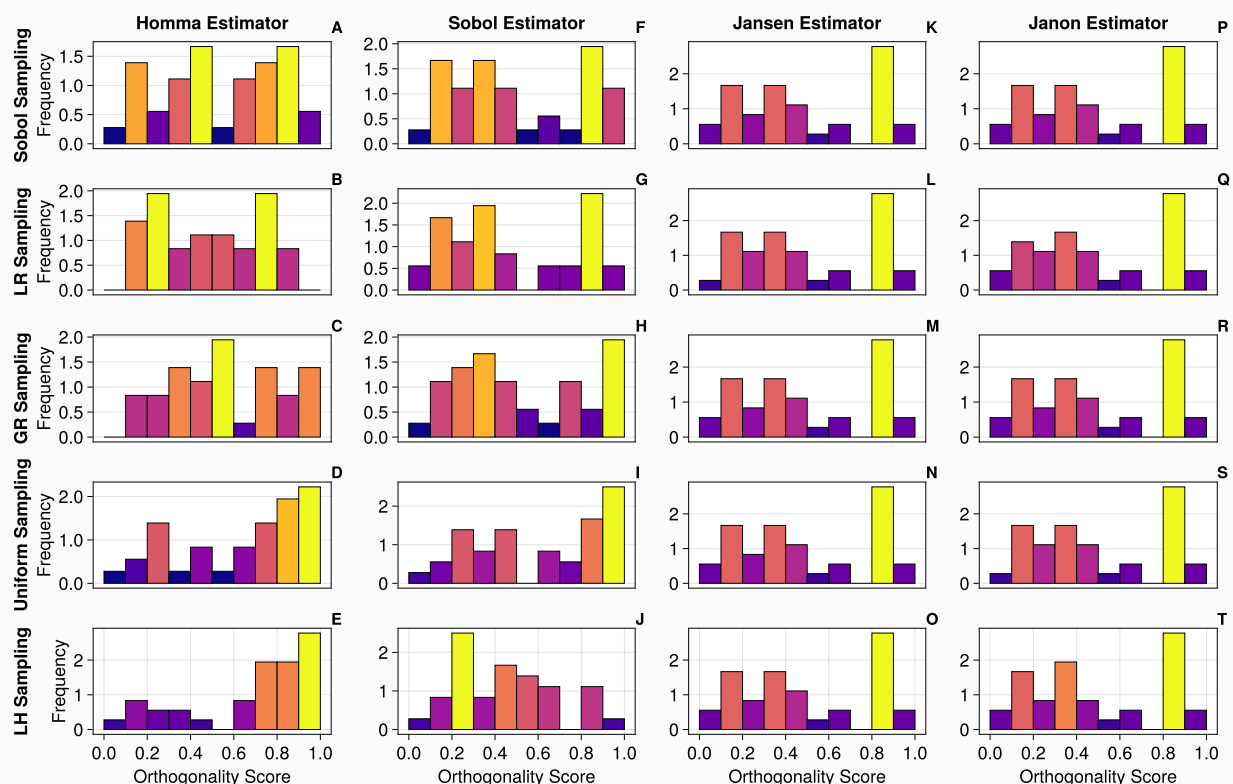 Homma Estimator
Sobol Estimator
Jansen Estimator
Janon Estimator
A
F
K
P
Sobol Sampling
Frequency
1.5
1.0
0.5
0.0
2.0
1.5
1.0
0.5
0.0
2
1
0
2
1
0
B
G
L
Q
LR Sampling
Frequency
2.0
1.5
1.0
0.5
0.0
2.0
1.5
1.0
0.5
0.0
2
1
0
2
1
0
C
H
M
R
GR Sampling
Frequency
2.0
1.5
1.0
0.5
0.0
2.0
1.5
1.0
0.5
0.0
2
1
0
2
1
0
D
I
N
S
Uniform Sampling
Frequency
2.0
1.0
0.0
2
1
0
2
1
0
2
1
0
E
J
O
T
LH Sampling
Frequency
2
1
0
2
1
0
2
1
0
2
1
0
0.0 0.2 0.4 0.6 0.8 1.0
0.0 0.2 0.4 0.6 0.8 1.0
0.0 0.2 0.4 0.6 0.8 1.0
0.0 0.2 0.4 0.6 0.8 1.0
Orthogonality Score
Orthogonality Score
Orthogonality Score
Orthogonality Score